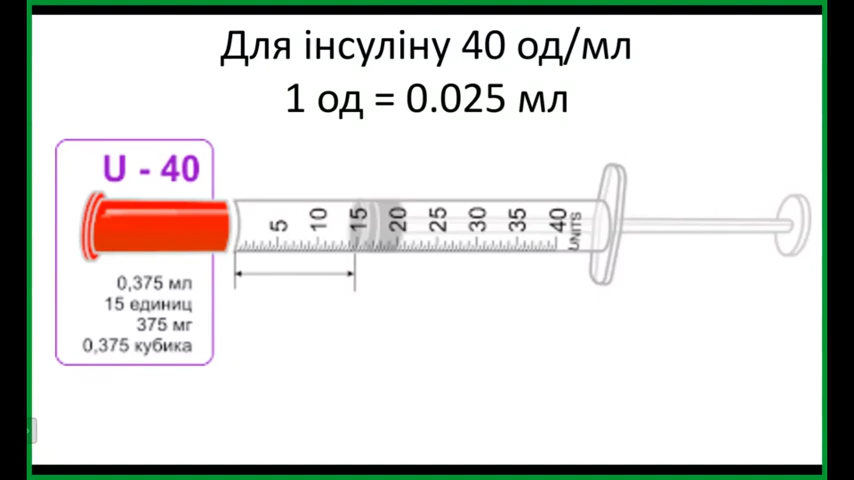 Для інсуліну 40 од/мл
1 од = 0.025 мл
U - 40
5 10 15 20 25 30 35 40 UNITS
0,375 мл
15 единиц
375 мг
0,375 кубика